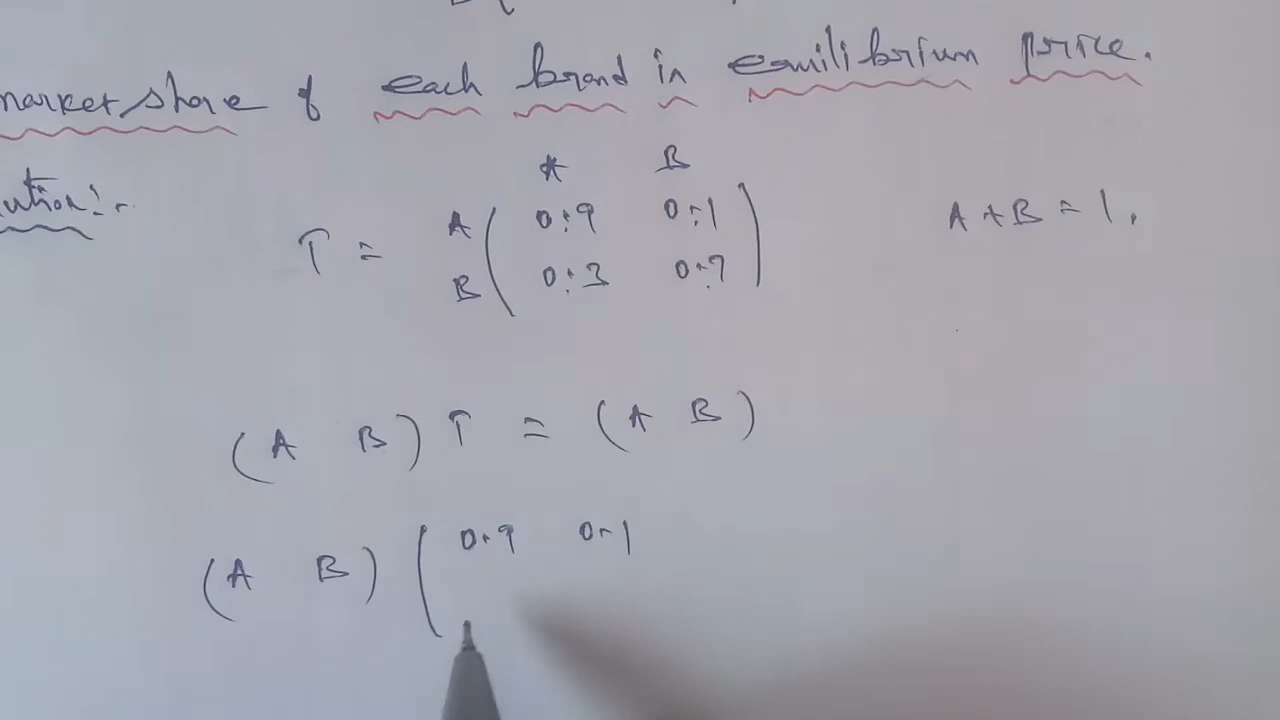 market share of each brand in equilibrium price.
ution:-
A B
T = A ( 0.9 0.1 ) A + B = 1.
B ( 0.3 0.7 )
(A B) T = (A B)
(A B) ( 0.9 0.1